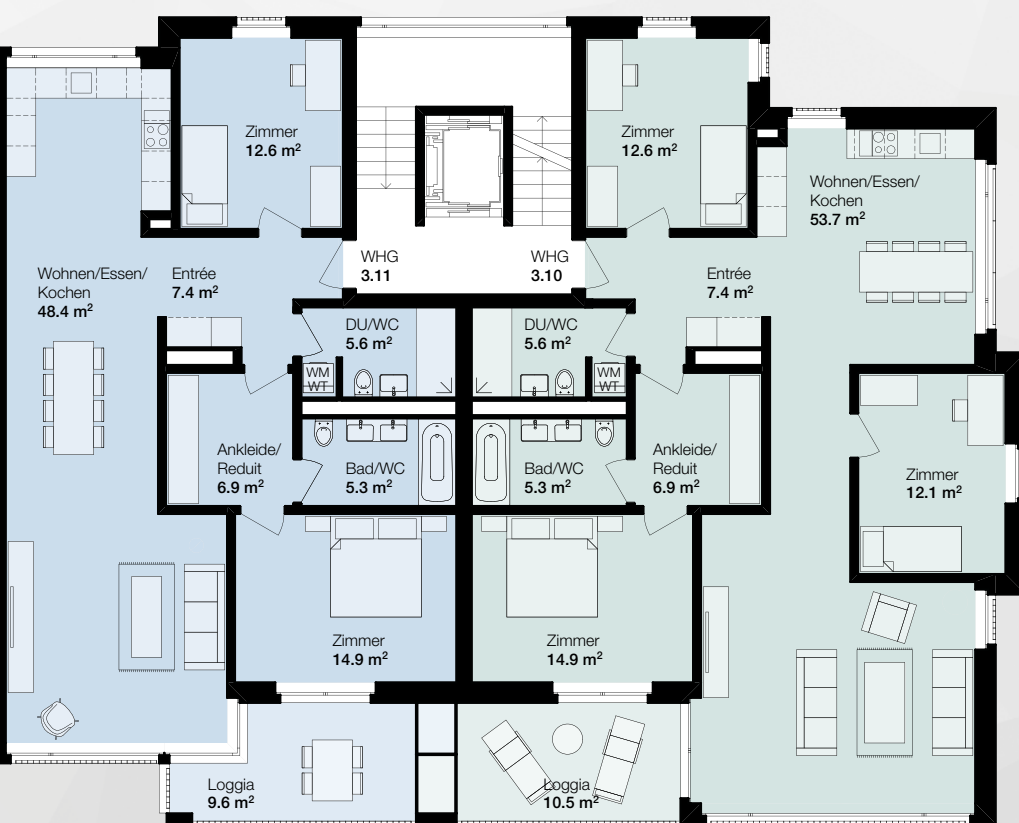 Zimmer
12.6 m²
Zimmer
12.6 m²
Wohnen/Essen/
Kochen
53.7 m²
WHG
3.11
WHG
3.10
Wohnen/Essen/
Kochen
48.4 m²
Entrée
7.4 m²
Entrée
7.4 m²
DU/WC
5.6 m²
DU/WC
5.6 m²
WM
WT
WM
WT
Ankleide/
Reduit
6.9 m²
Bad/WC
5.3 m²
Bad/WC
5.3 m²
Ankleide/
Reduit
6.9 m²
Zimmer
12.1 m²
Zimmer
14.9 m²
Zimmer
14.9 m²
Loggia
9.6 m²
Loggia
10.5 m²